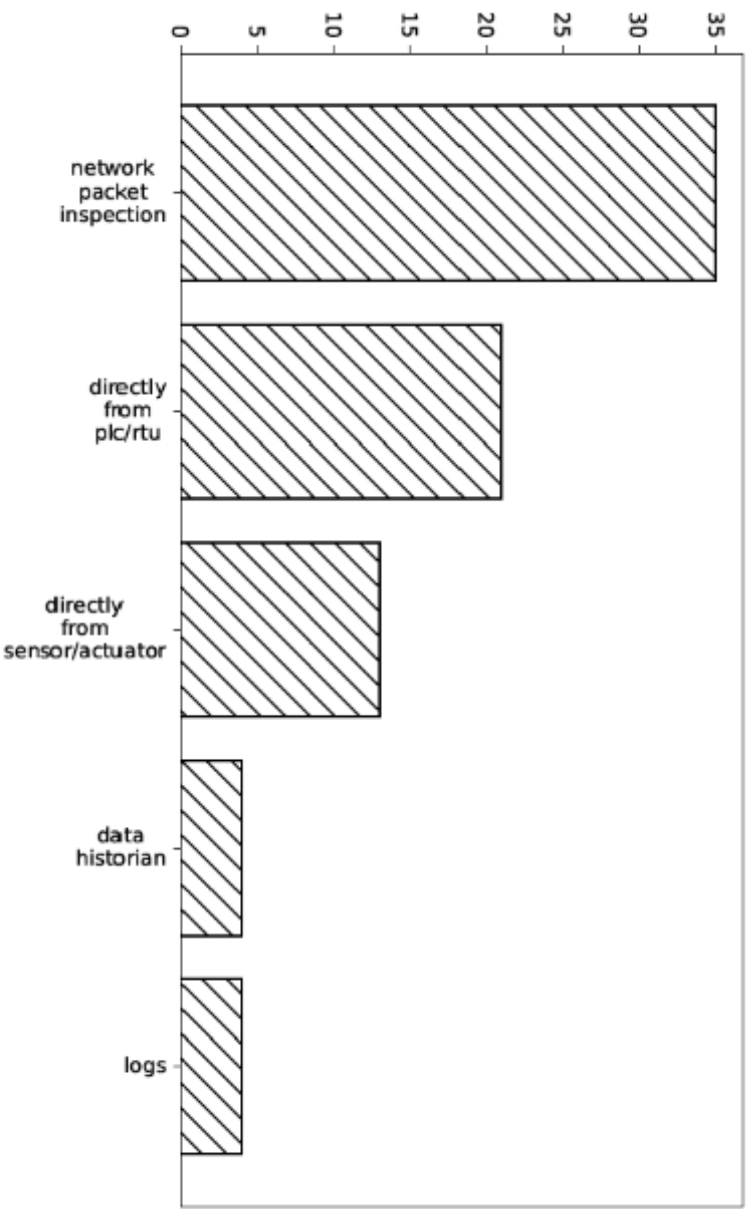 0
5
10
15
20
25
30
35
network
packet
inspection
directly
from
plc/rtu
directly
from
sensor/actuator
data
historian
logs